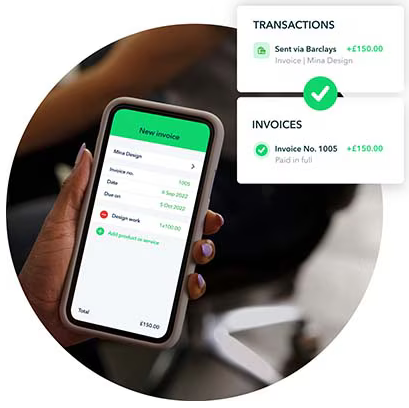 TRANSACTIONS
Sent via Barclays +£150.00
Invoice | Mina Design
INVOICES
Invoice No. 1005 +£150.00
Paid in full
New invoice
Mina Design
Invoice no. 1005
Date 8 Sep 2022
Due on 5 Oct 2022
Design work 1x100.00
Add product or service
Total £150.00